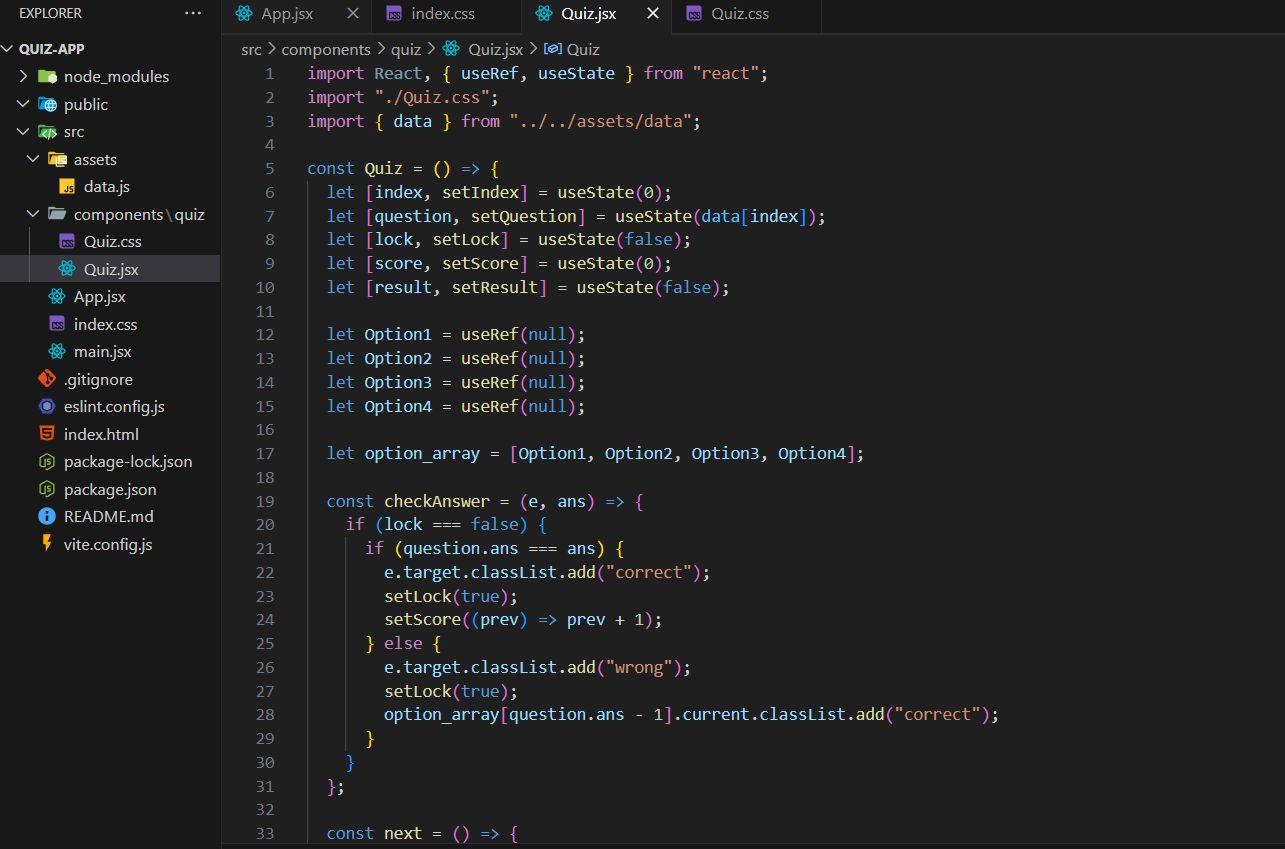 EXPLORER ...
QUIZ-APP
node_modules
public
src
assets
data.js
components\quiz
Quiz.css
Quiz.jsx
App.jsx
index.css
main.jsx
.gitignore
eslint.config.js
index.html
package-lock.json
package.json
README.md
vite.config.js
App.jsx index.css Quiz.jsx Quiz.css
src > components > quiz > Quiz.jsx > Quiz
1 import React, { useRef, useState } from "react";
2 import "./Quiz.css";
3 import { data } from "../../assets/data";
4
5 const Quiz = () => {
6   let [index, setIndex] = useState(0);
7   let [question, setQuestion] = useState(data[index]);
8   let [lock, setLock] = useState(false);
9   let [score, setScore] = useState(0);
10   let [result, setResult] = useState(false);
11
12   let Option1 = useRef(null);
13   let Option2 = useRef(null);
14   let Option3 = useRef(null);
15   let Option4 = useRef(null);
16
17   let option_array = [Option1, Option2, Option3, Option4];
18
19   const checkAnswer = (e, ans) => {
20     if (lock === false) {
21       if (question.ans === ans) {
22         e.target.classList.add("correct");
23         setLock(true);
24         setScore((prev) => prev + 1);
25       } else {
26         e.target.classList.add("wrong");
27         setLock(true);
28         option_array[question.ans - 1].current.classList.add("correct");
29       }
30     }
31   };
32
33   const next = () => {